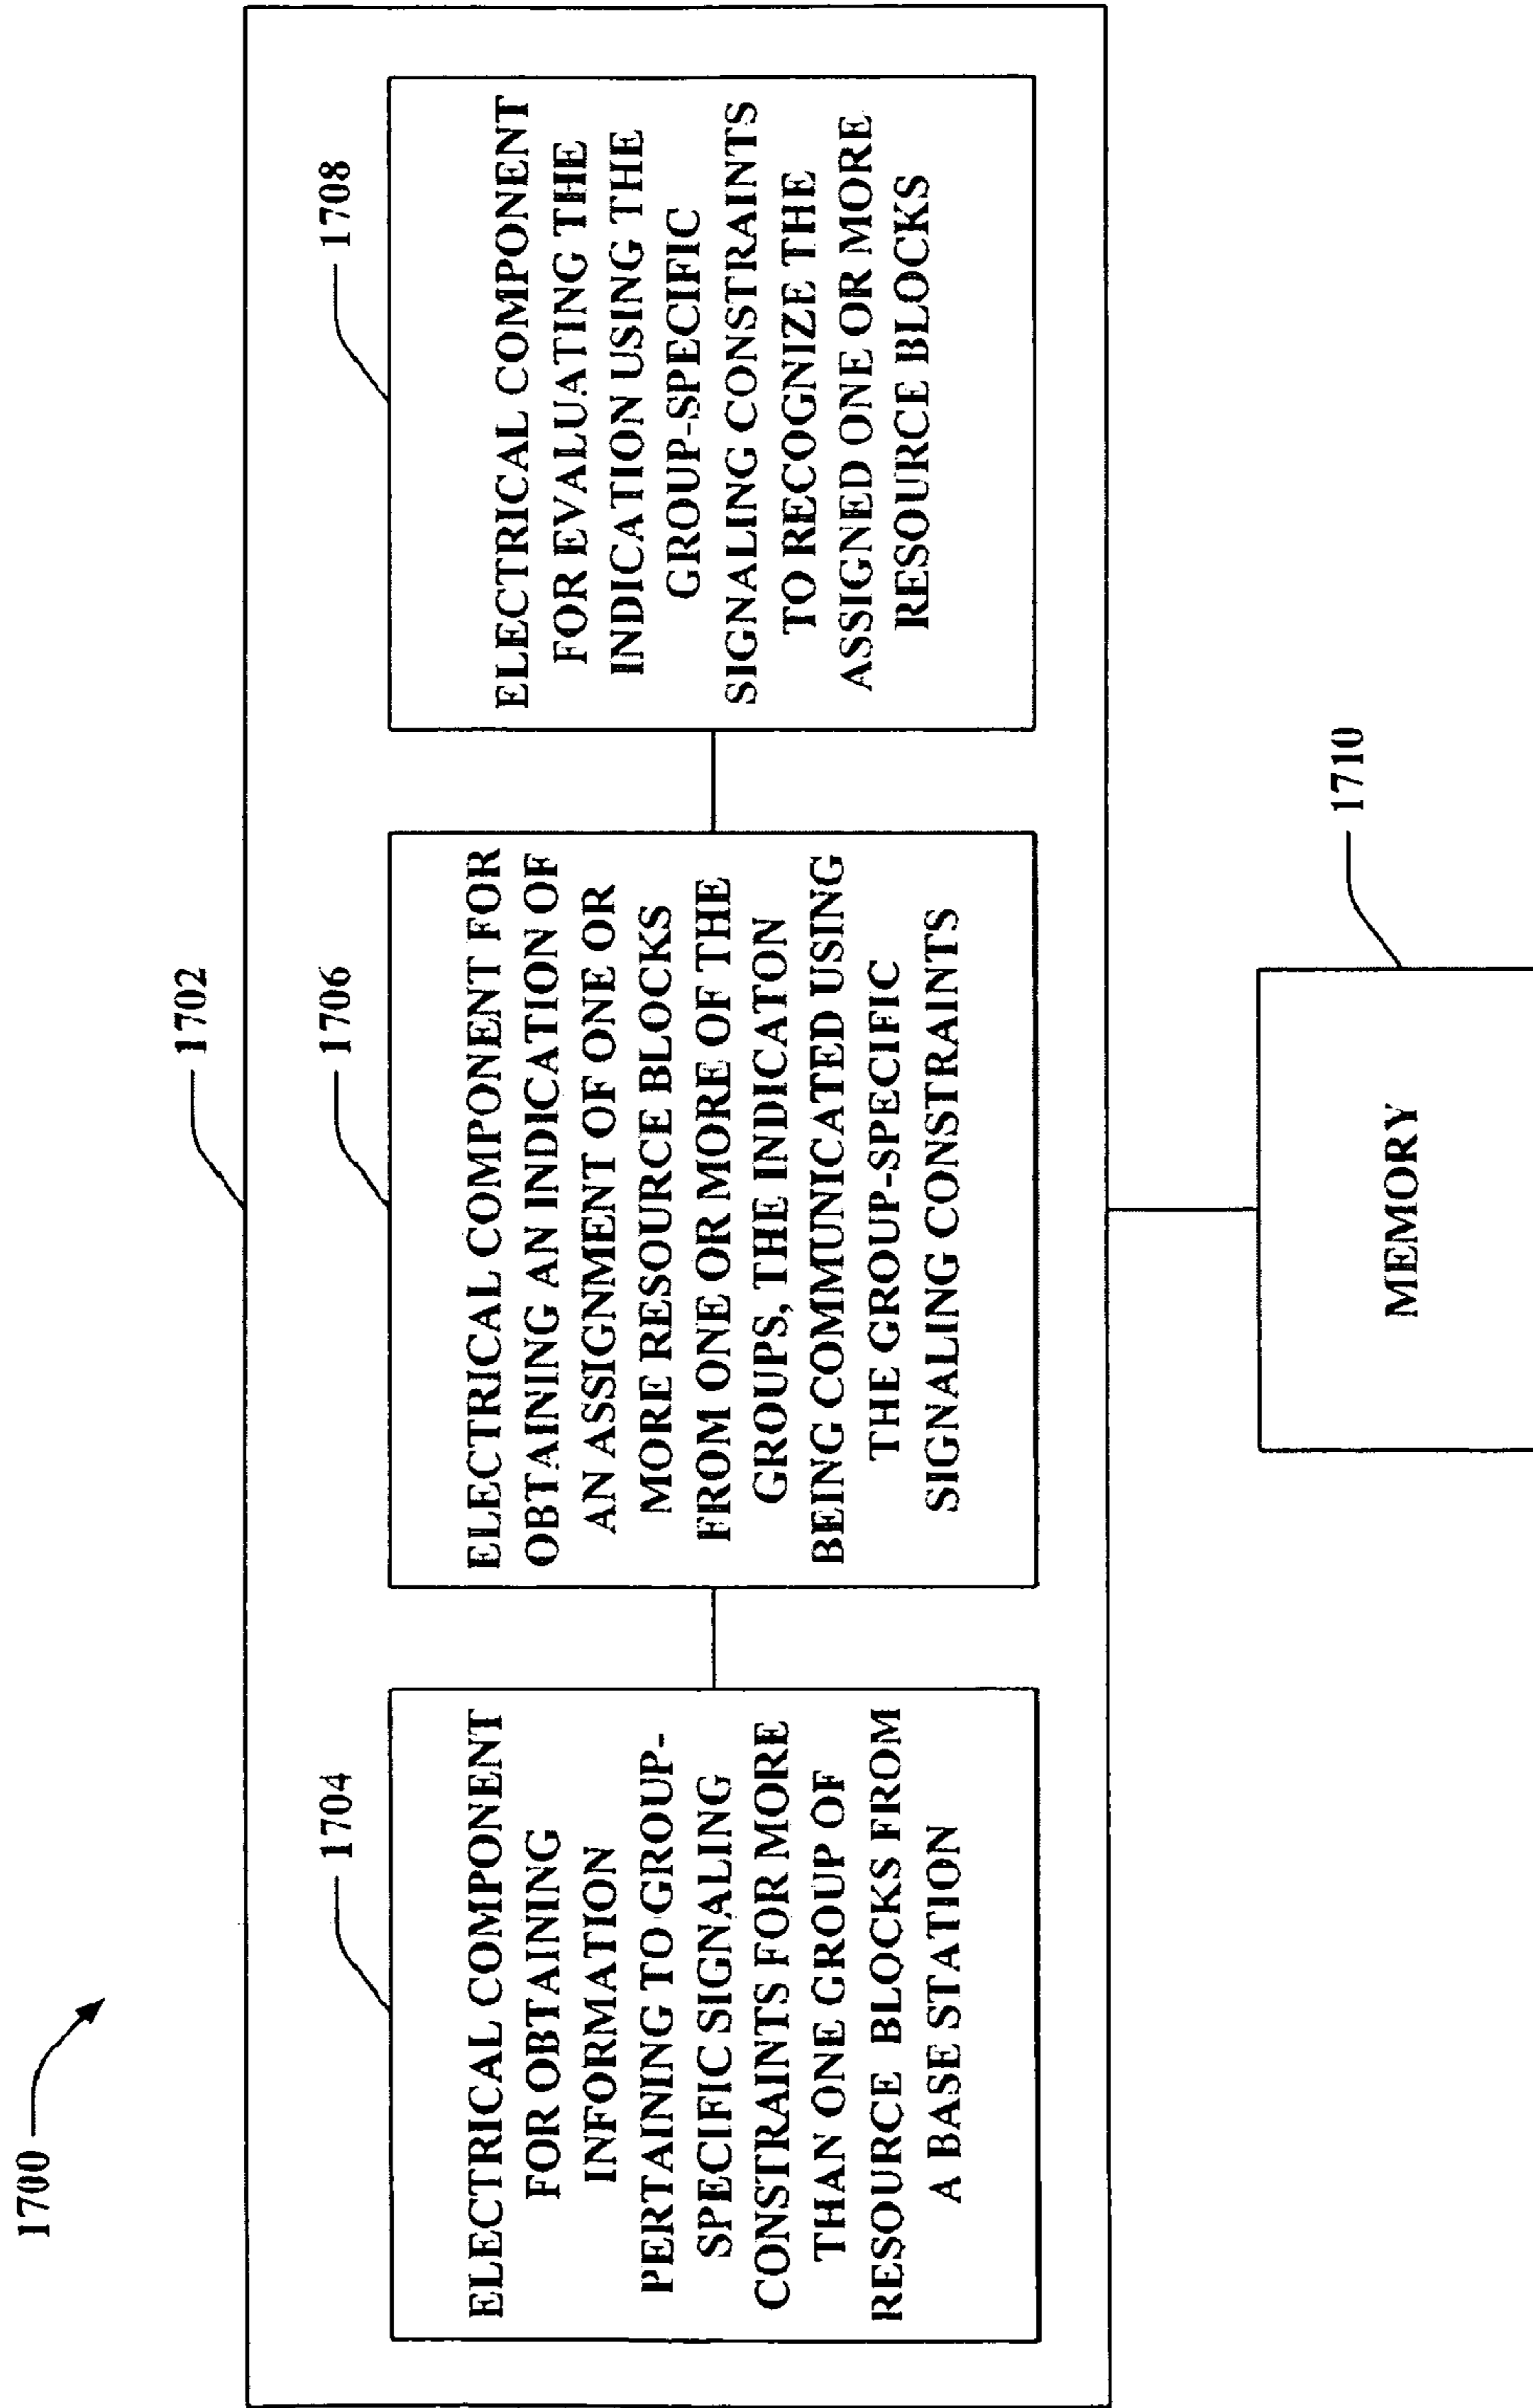 1700
1702
1704
ELECTRICAL COMPONENT
FOR OBTAINING
INFORMATION
PERTAINING TO GROUP-
SPECIFIC SIGNALING
CONSTRAINTS FOR MORE
THAN ONE GROUP OF
RESOURCE BLOCKS FROM
A BASE STATION
1706
ELECTRICAL COMPONENT FOR
OBTAINING AN INDICATION OF
AN ASSIGNMENT OF ONE OR
MORE RESOURCE BLOCKS
FROM ONE OR MORE OF THE
GROUPS, THE INDICATON
BEING COMMUNICATED USING
THE GROUP-SPECIFIC
SIGNALING CONSTRAINTS
1708
ELECTRICAL COMPONENT
FOR EVALUATING THE
INDICATION USING THE
GROUP-SPECIFIC
SIGNALING CONSTRAINTS
TO RECOGNIZE THE
ASSIGNED ONE OR MORE
RESOURCE BLOCKS
1710
MEMORY